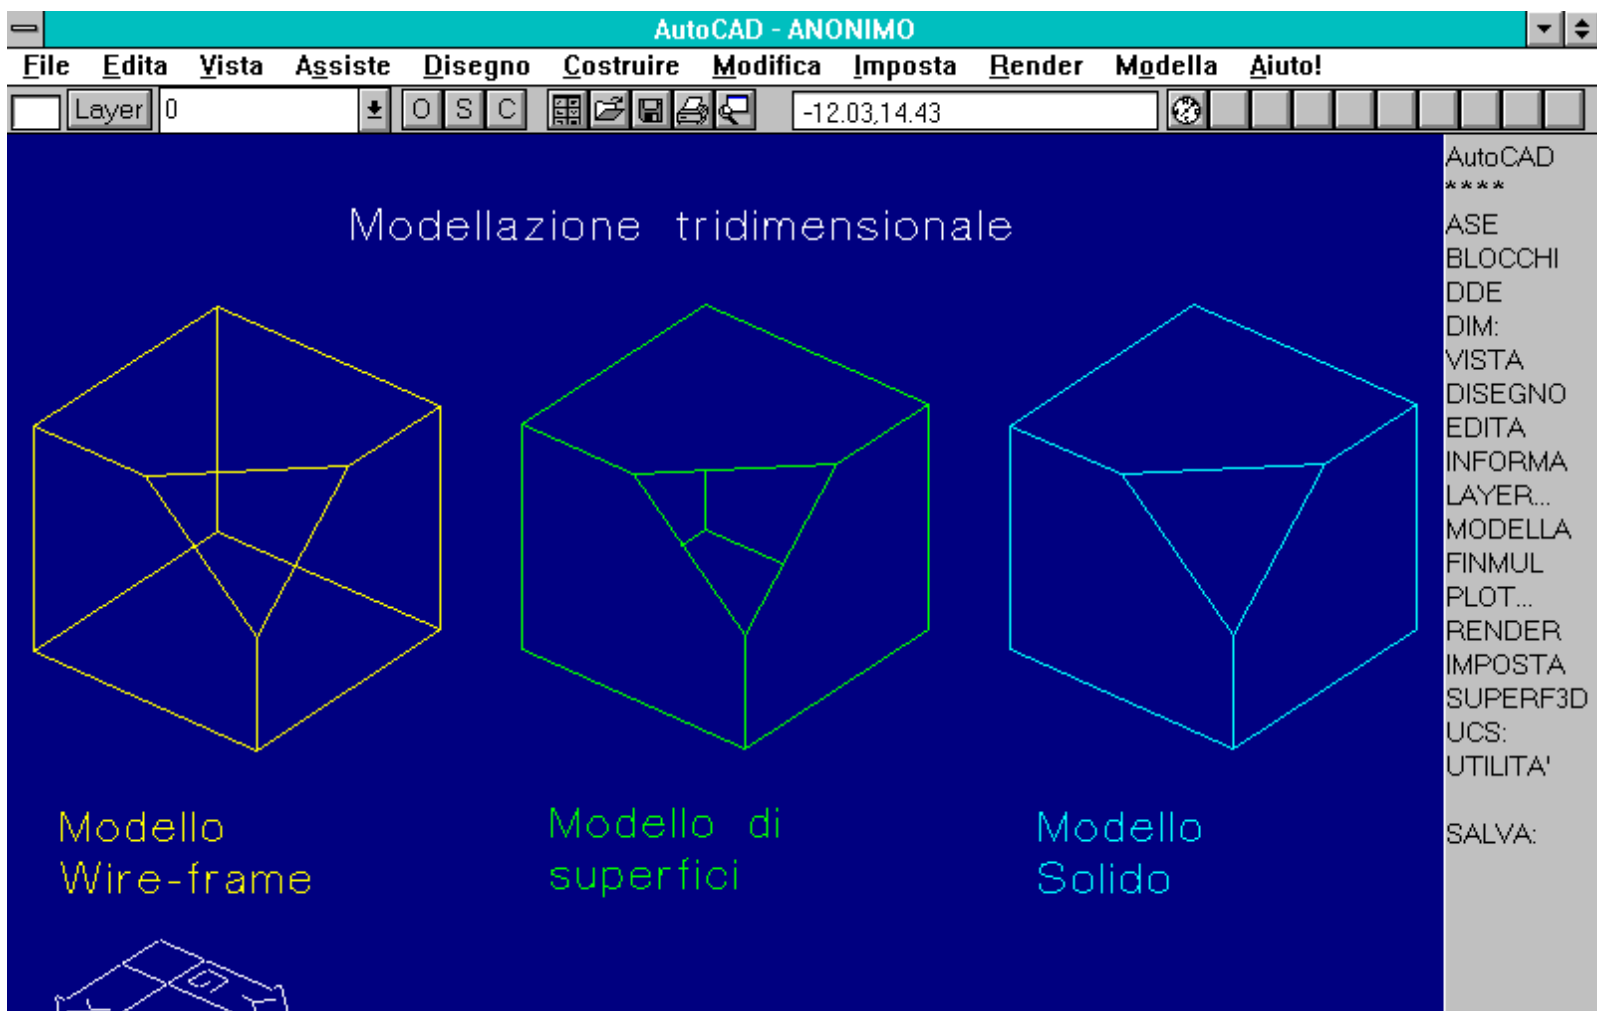 AutoCAD - ANONIMO
File Edita Vista Assiste Disegno Costruire Modifica Imposta Render Modella Aiuto!
Layer 0 O S C -12.03,14.43
AutoCAD
****
ASE
BLOCCHI
DDE
DIM:
VISTA
DISEGNO
EDITA
INFORMA
LAYER...
MODELLA
FINMUL
PLOT...
RENDER
IMPOSTA
SUPERF3D
UCS:
UTILITA'
SALVA:
Modellazione tridimensionale
Modello
Wire-frame
Modello di
superfici
Modello
Solido